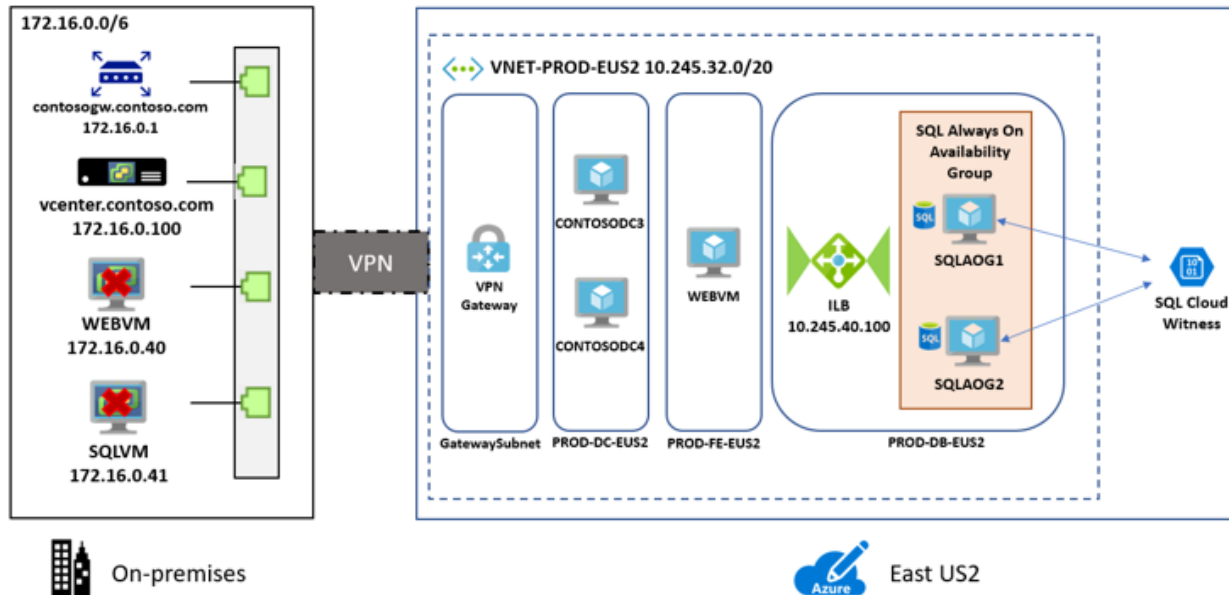 172.16.0.0/6
contosogw.contoso.com
172.16.0.1
vcenter.contoso.com
172.16.0.100
WEBVM
172.16.0.40
SQLVM
172.16.0.41
VPN
VNET-PROD-EUS2 10.245.32.0/20
VPN
Gateway
GatewaySubnet
CONTOSODC3
CONTOSODC4
PROD-DC-EUS2
WEBVM
PROD-FE-EUS2
ILB
10.245.40.100
SQL Always On
Availability
Group
SQL
SQLAOG1
SQL
SQLAOG2
PROD-DB-EUS2
10
01
SQL Cloud
Witness
On-premises
Azure
East US2